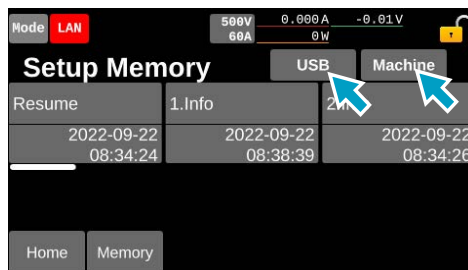 Mode LAN 500V 0.000A -0.01V
60A 0W
Setup Memory USB Machine
Resume 1.Info
2022-09-22 2022-09-22 2022-09-22
08:34:24 08:38:39 08:34:26
Home Memory